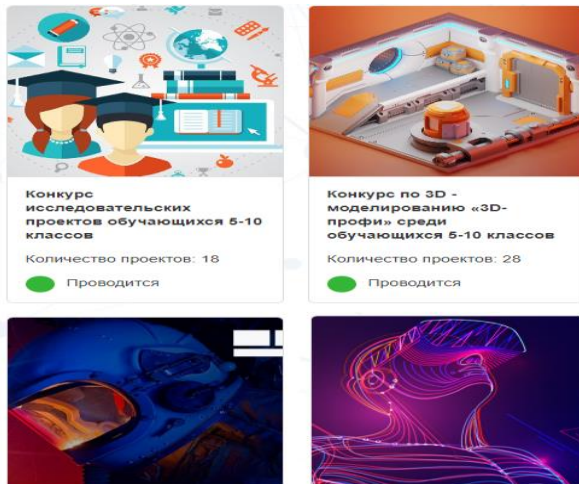 Конкурс
исследовательских
проектов обучающихся 5-10
классов
Количество проектов: 18
Проводится
Конкурс по 3D -
моделированию «3D-
профи» среди
обучающихся 5-10 классов
Количество проектов: 28
Проводится